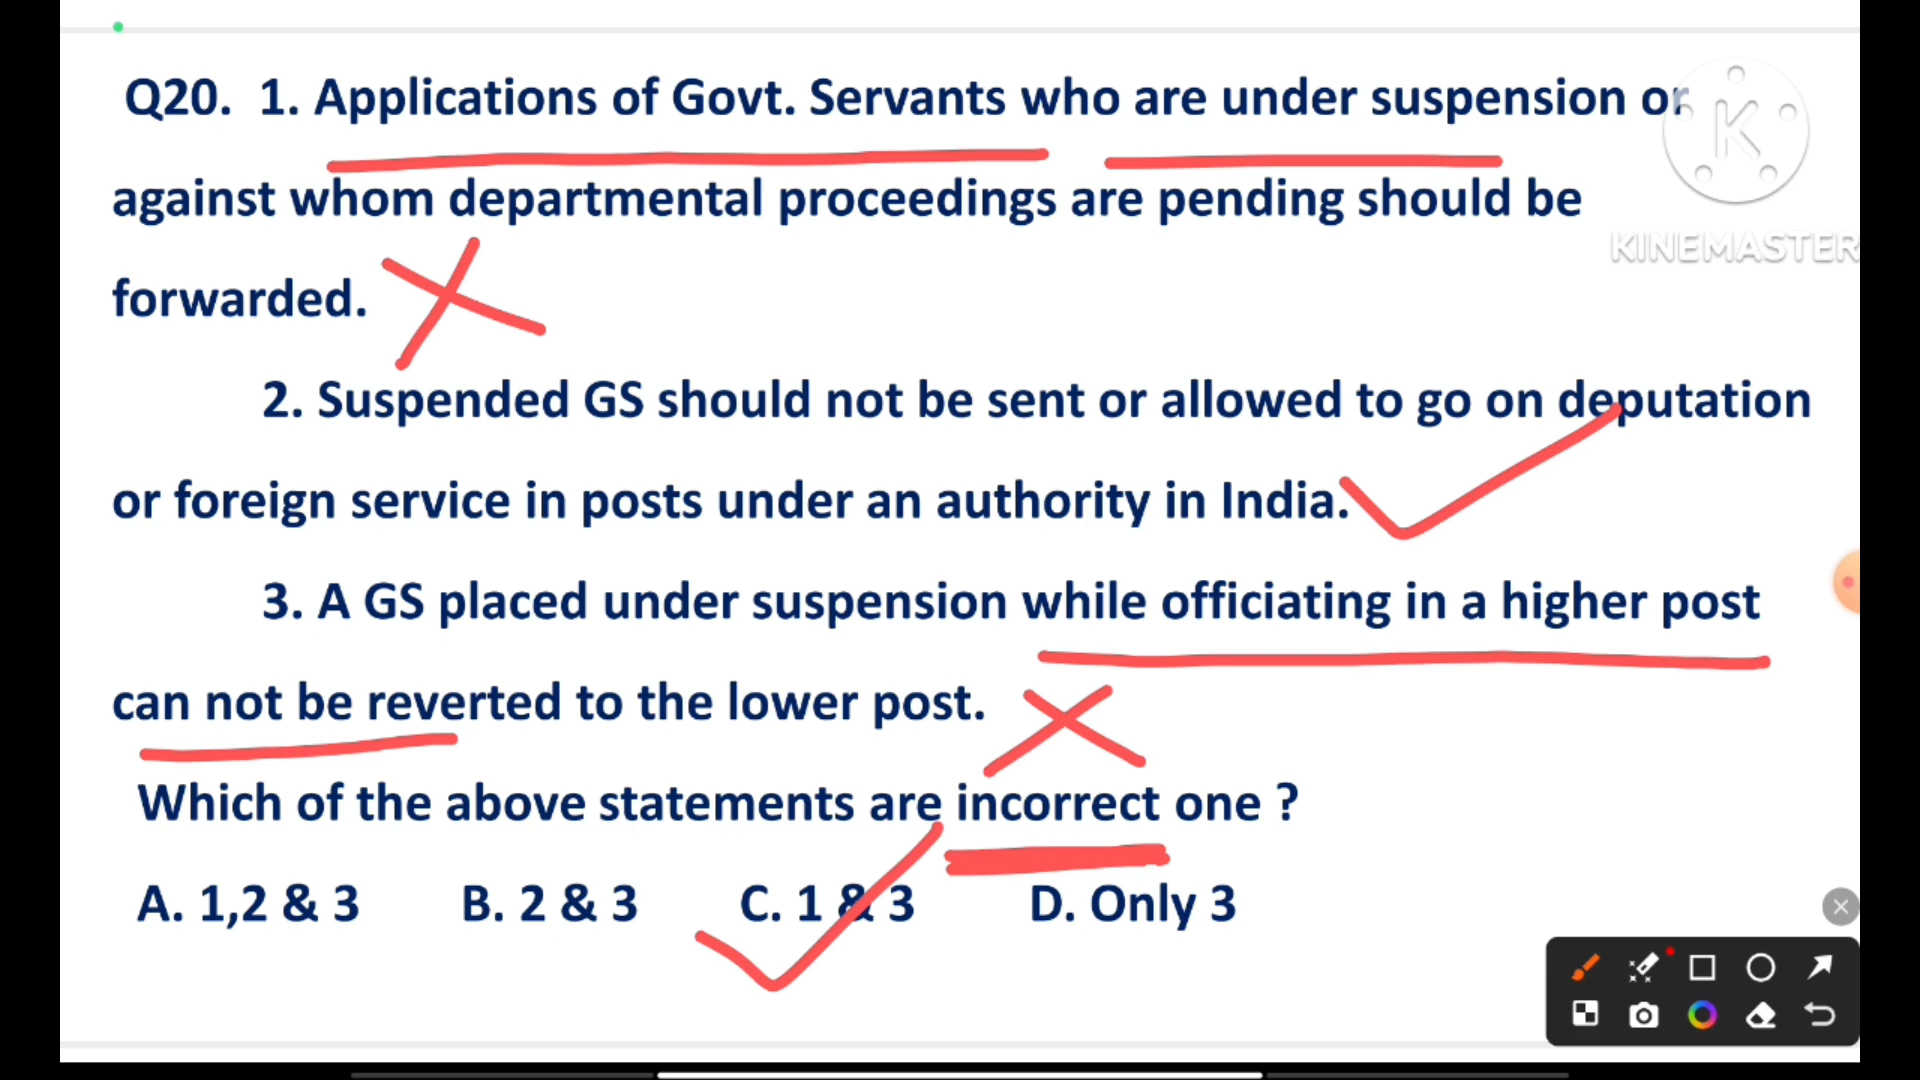 Q20. 1. Applications of Govt. Servants who are under suspension or
against whom departmental proceedings are pending should be
forwarded.
2. Suspended GS should not be sent or allowed to go on deputation
or foreign service in posts under an authority in India.
3. A GS placed under suspension while officiating in a higher post
can not be reverted to the lower post.
Which of the above statements are incorrect one ?
A. 1,2 & 3 B. 2 & 3 C. 1 & 3 D. Only 3
K
KINEMASTER